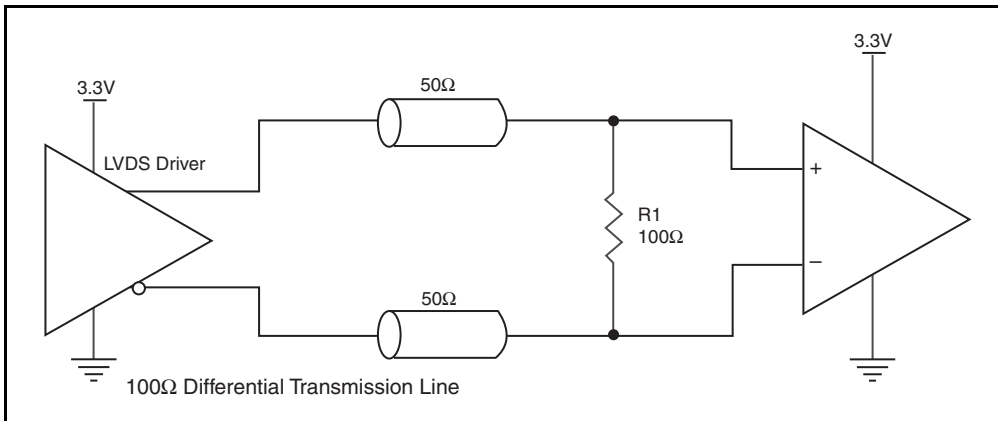 3.3V
LVDS Driver
50Ω
50Ω
R1
100Ω
3.3V
+
–
100Ω Differential Transmission Line